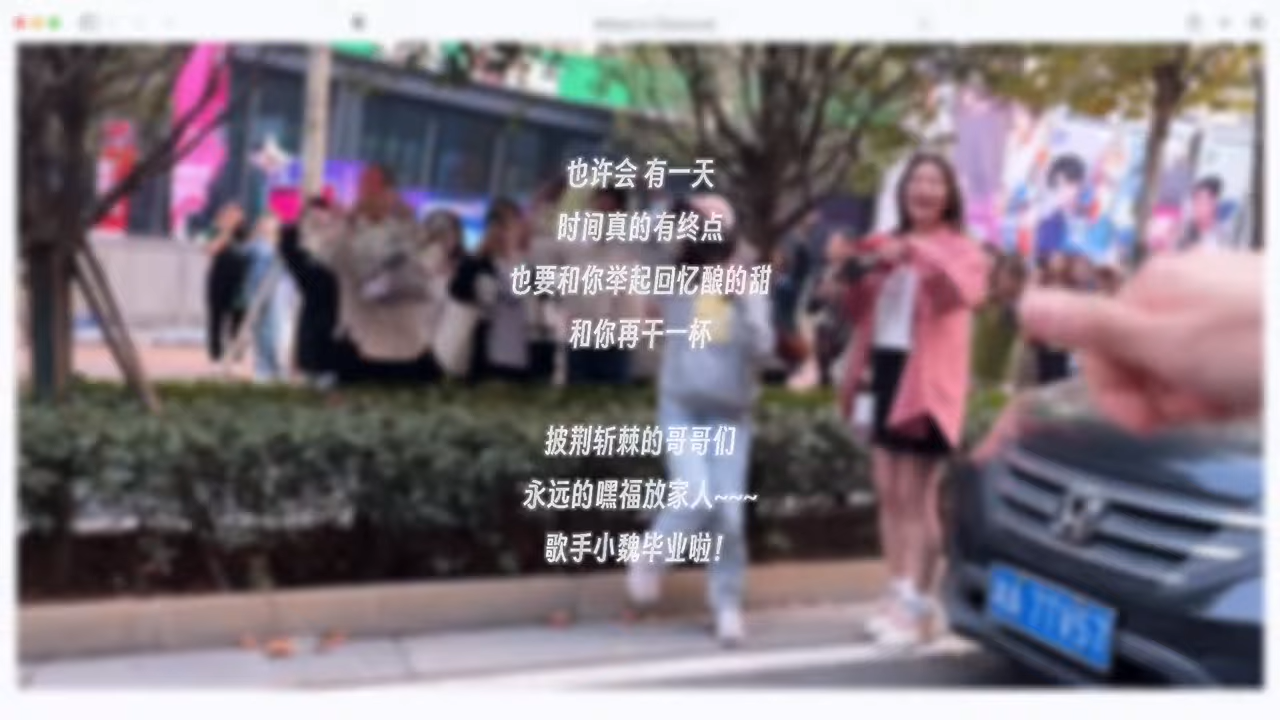 也许会 有一天
时间真的有终点
也要和你举起回忆酿的甜
和你再干一杯
披荆斩棘的哥哥们
永远的嘿福放家人~~~
歌手小魏毕业啦！